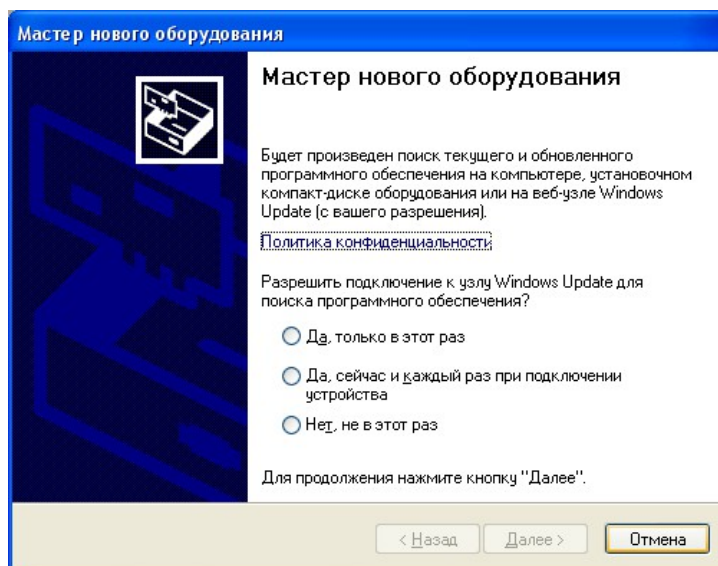 Мастер нового оборудования
Мастер нового оборудования
Будет произведен поиск текущего и обновленного
программного обеспечения на компьютере, установочном
компакт-диске оборудования или на веб-узле Windows
Update (с вашего разрешения).
Политика конфиденциальности
Разрешить подключение к узлу Windows Update для
поиска программного обеспечения?
Да, только в этот раз
Да, сейчас и каждый раз при подключении
устройства
Нет, не в этот раз
Для продолжения нажмите кнопку "Далее".
< Назад Далее > Отмена